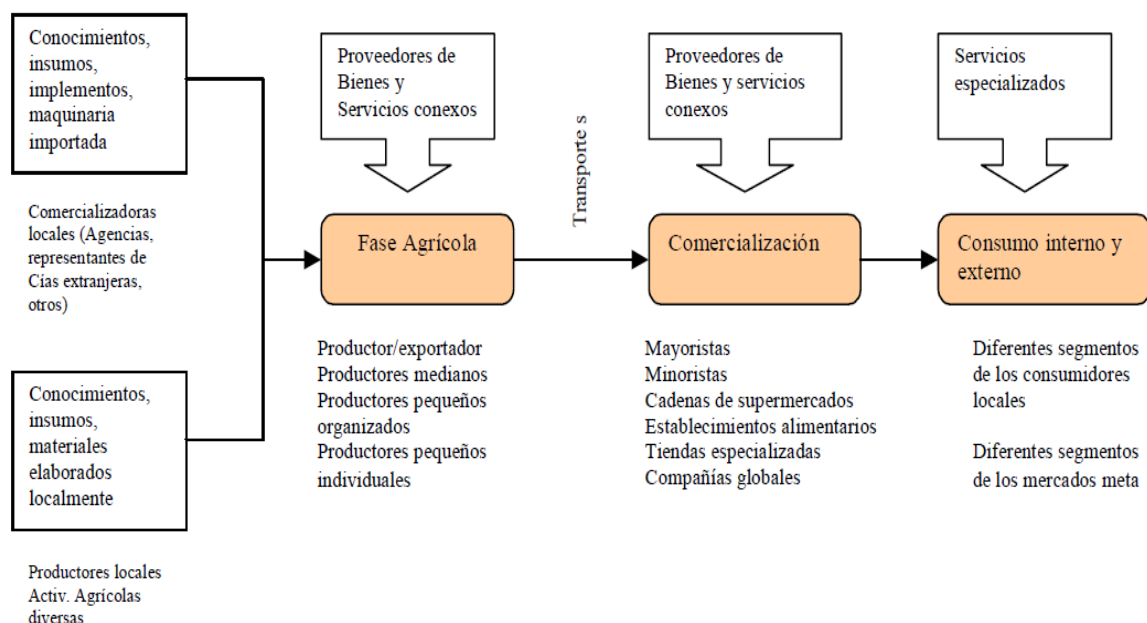 Conocimientos,
insumos,
implementos,
maquinaria
importada
Comercializadoras
locales (Agencias,
representantes de
Cías extranjeras,
otros)
Conocimientos,
insumos,
materiales
elaborados
localmente
Productores locales
Activ. Agrícolas
diversas
Proveedores de
Bienes y
Servicios conexos
Fase Agrícola
Productor/exportador
Productores medianos
Productores pequeños
organizados
Productores pequeños
individuales
Transporte s
Proveedores de
Bienes y servicios
conexos
Comercialización
Mayoristas
Minoristas
Cadenas de supermercados
Establecimientos alimentarios
Tiendas especializadas
Compañías globales
Servicios
especializados
Consumo interno y
externo
Diferentes segmentos
de los consumidores
locales
Diferentes segmentos
de los mercados meta